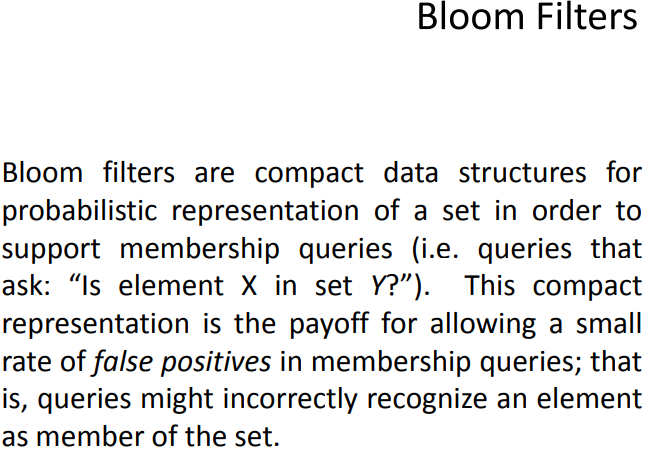 Bloom Filters
Bloom filters are compact data structures for
probabilistic representation of a set in order to
support membership queries (i.e. queries that
ask: “Is element X in set Y?”). This compact
representation is the payoff for allowing a small
rate of false positives in membership queries; that
is, queries might incorrectly recognize an element
as member of the set.